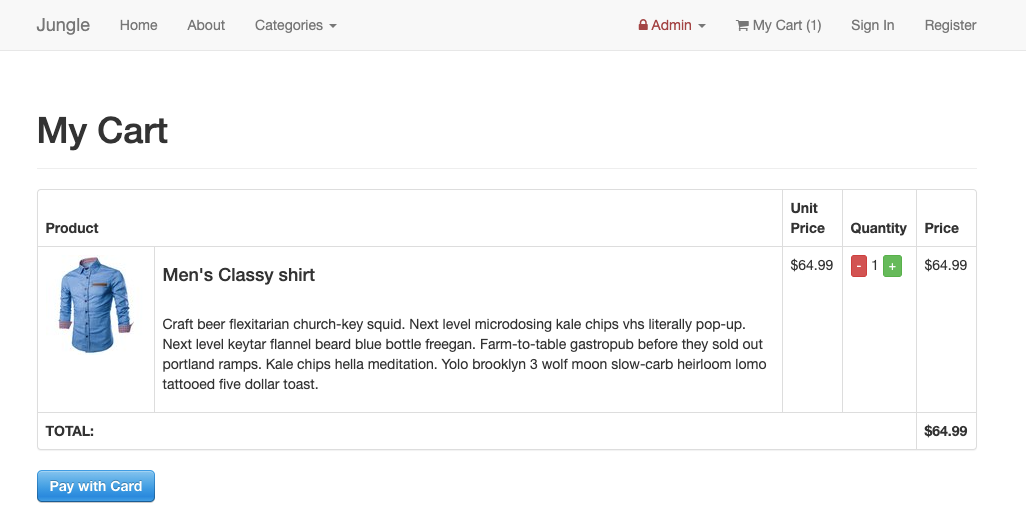 Jungle Home About Categories Admin My Cart (1) Sign In Register
My Cart
Product Unit Price Quantity Price
Men's Classy shirt $64.99 - 1 + $64.99
Craft beer flexitarian church-key squid. Next level microdosing kale chips vhs literally pop-up.
Next level keytar flannel beard blue bottle freegan. Farm-to-table gastropub before they sold out
portland ramps. Kale chips hella meditation. Yolo brooklyn 3 wolf moon slow-carb heirloom lomo
tattooed five dollar toast.
TOTAL: $64.99
Pay with Card